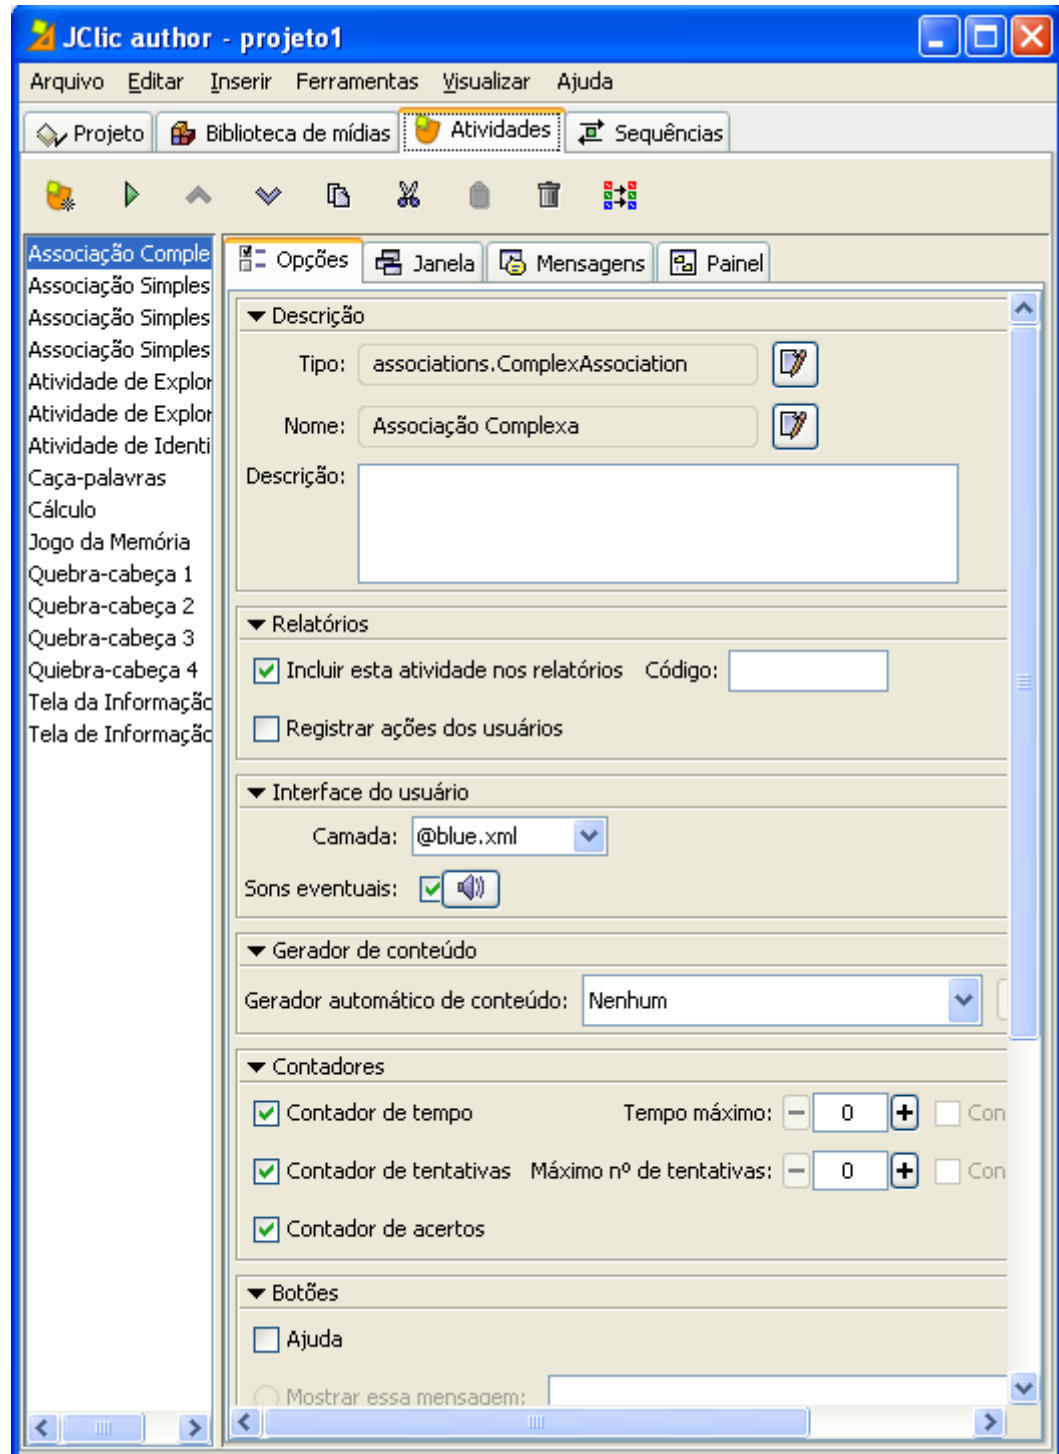 JClic author - projeto1
Arquivo Editar Inserir Ferramentas Visualizar Ajuda
Projeto Biblioteca de mídias Atividades Sequências
Associação Comple
Associação Simples
Associação Simples
Associação Simples
Atividade de Explor
Atividade de Explor
Atividade de Identi
Caça-palavras
Cálculo
Jogo da Memória
Quebra-cabeça 1
Quebra-cabeça 2
Quebra-cabeça 3
Quiebra-cabeça 4
Tela da Informação
Tela de Informação
Opções Janela Mensagens Painel
Descrição
Tipo: associations.ComplexAssociation
Nome: Associação Complexa
Descrição:
Relatórios
Incluir esta atividade nos relatórios Código:
Registrar ações dos usuários
Interface do usuário
Camada: @blue.xml
Sons eventuais:
Gerador de conteúdo
Gerador automático de conteúdo: Nenhum
Contadores
Contador de tempo Tempo máximo: 0 Con
Contador de tentativas Máximo nº de tentativas: 0 Con
Contador de acertos
Botões
Ajuda
Mostrar essa mensagem: